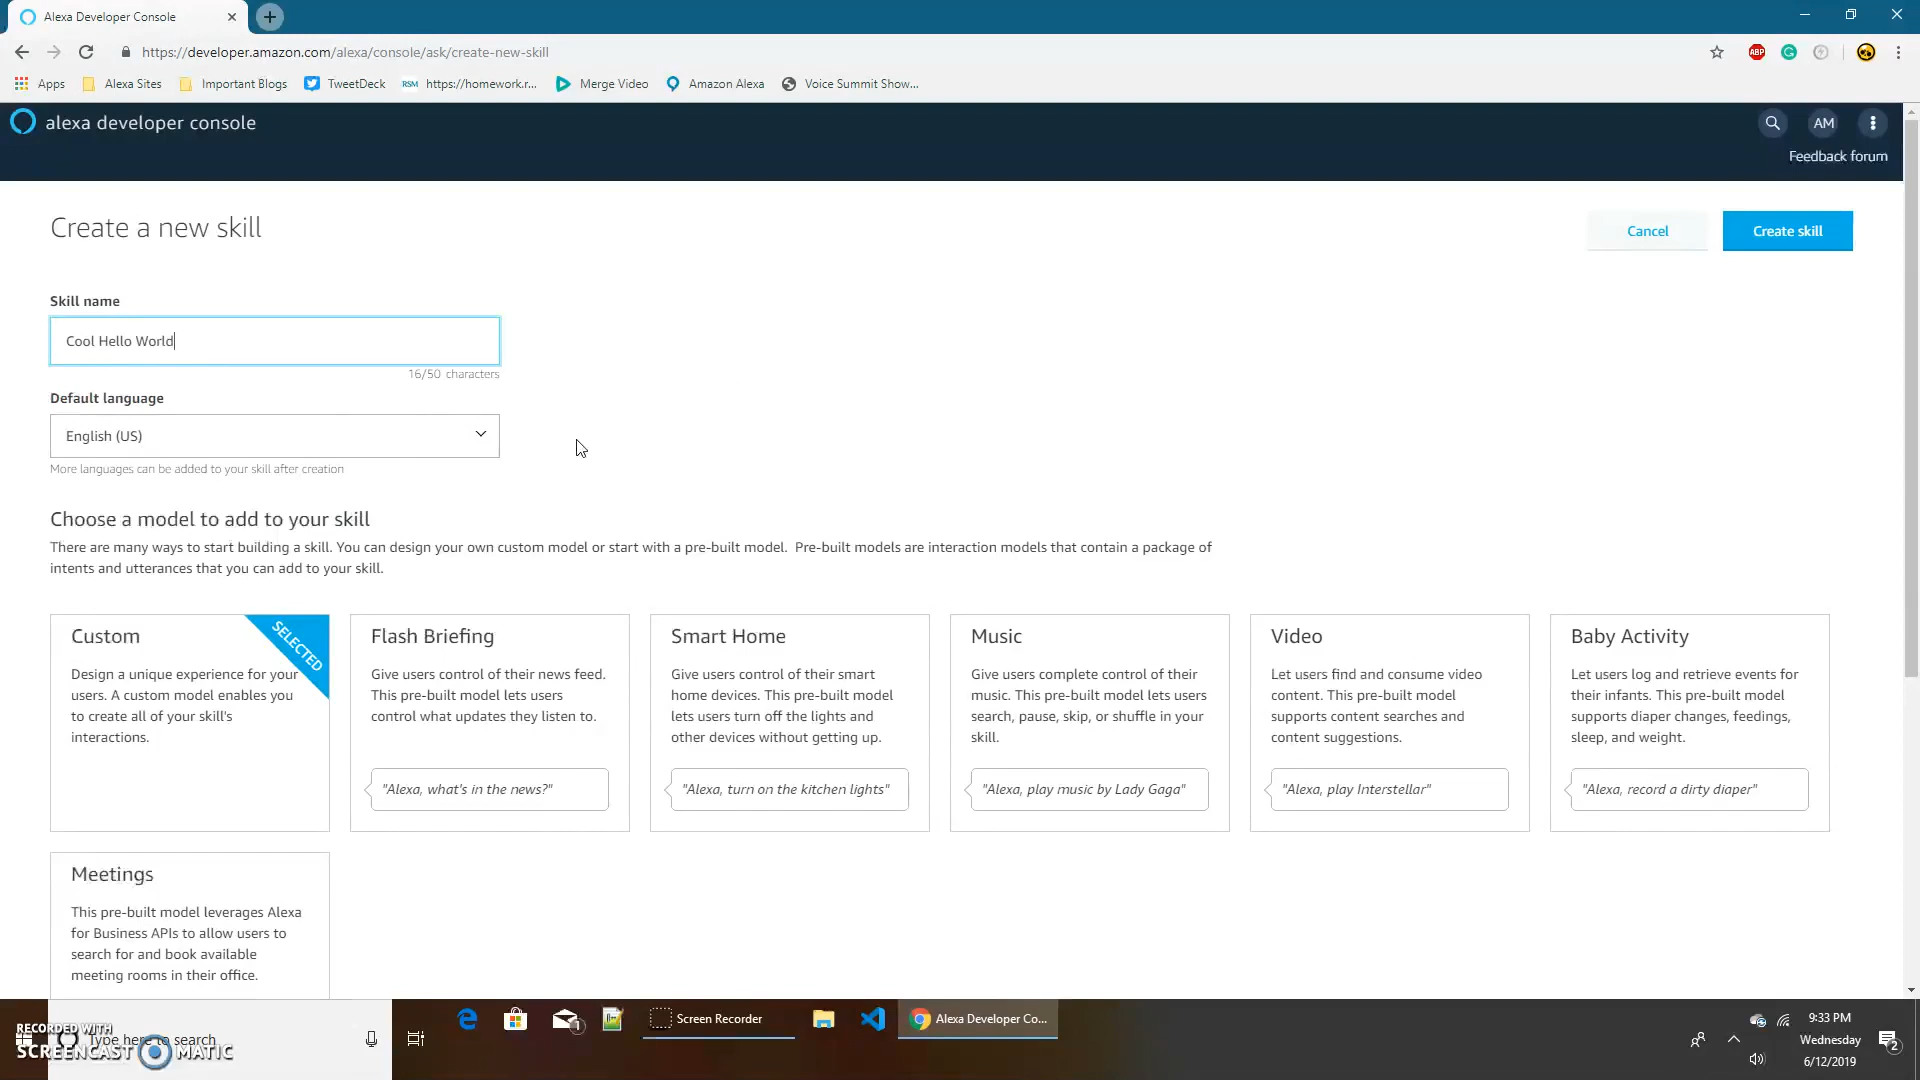 Alexa Developer Console
https://developer.amazon.com/alexa/console/ask/create-new-skill
ABP
Apps
Alexa Sites
Important Blogs
TweetDeck
RSM
https://homework.r...
Merge Video
Amazon Alexa
Voice Summit Show...
alexa developer console
AM
Feedback forum
Create a new skill
Cancel
Create skill
Skill name
Cool Hello World
16/50 characters
Default language
English (US)
More languages can be added to your skill after creation
Choose a model to add to your skill
There are many ways to start building a skill. You can design your own custom model or start with a pre-built model. Pre-built models are interaction models that contain a package of
intents and utterances that you can add to your skill.
Custom
SELECTED
Design a unique experience for your
users. A custom model enables you
to create all of your skill's
interactions.
Flash Briefing
Give users control of their news feed.
This pre-built model lets users
control what updates they listen to.
"Alexa, what's in the news?"
Smart Home
Give users control of their smart
home devices. This pre-built model
lets users turn off the lights and
other devices without getting up.
"Alexa, turn on the kitchen lights"
Music
Give users complete control of their
music. This pre-built model lets users
search, pause, skip, or shuffle in your
skill.
"Alexa, play music by Lady Gaga"
Video
Let users find and consume video
content. This pre-built model
supports content searches and
content suggestions.
"Alexa, play Interstellar"
Baby Activity
Let users log and retrieve events for
their infants. This pre-built model
supports diaper changes, feedings,
sleep, and weight.
"Alexa, record a dirty diaper"
Meetings
This pre-built model leverages Alexa
for Business APIs to allow users to
search for and book available
meeting rooms in their office.
RECORDED WITH
SCREENCAST MATIC
Type here to search
1
Screen Recorder
Alexa Developer Co...
9:33 PM
Wednesday
6/12/2019
2